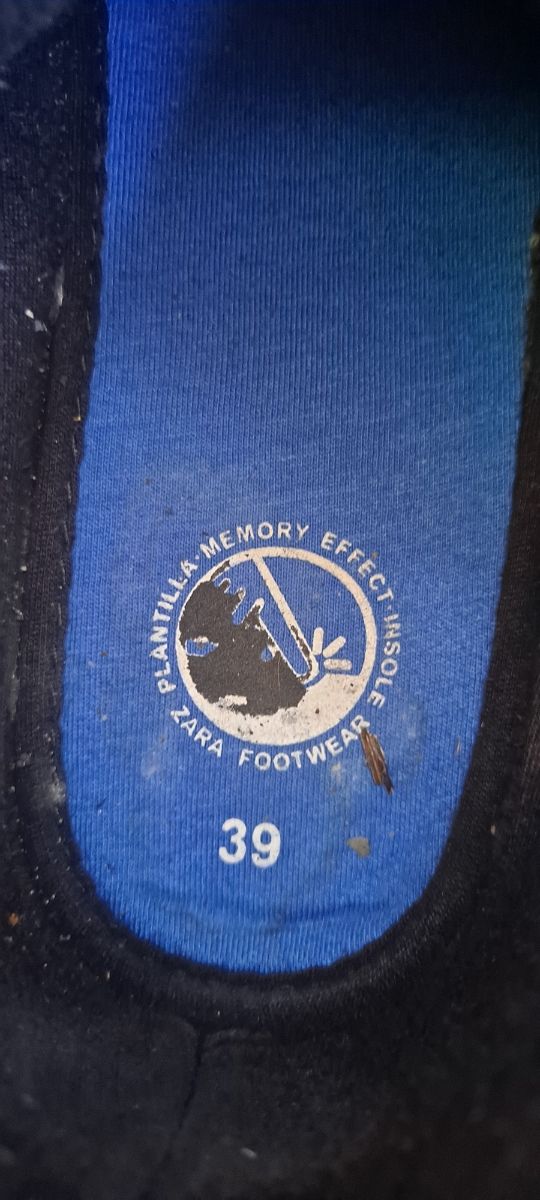 PLANTILLA·MEMORY EFFECT·INSOLE
ZARA FOOTWEAR
39